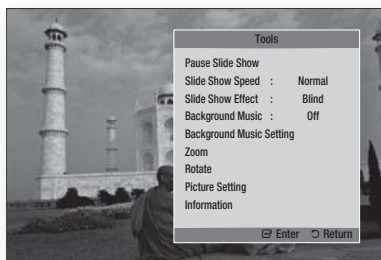 Tools
Pause Slide Show
Slide Show Speed : Normal
Slide Show Effect : Blind
Background Music : Off
Background Music Setting
Zoom
Rotate
Picture Setting
Information
Enter Return